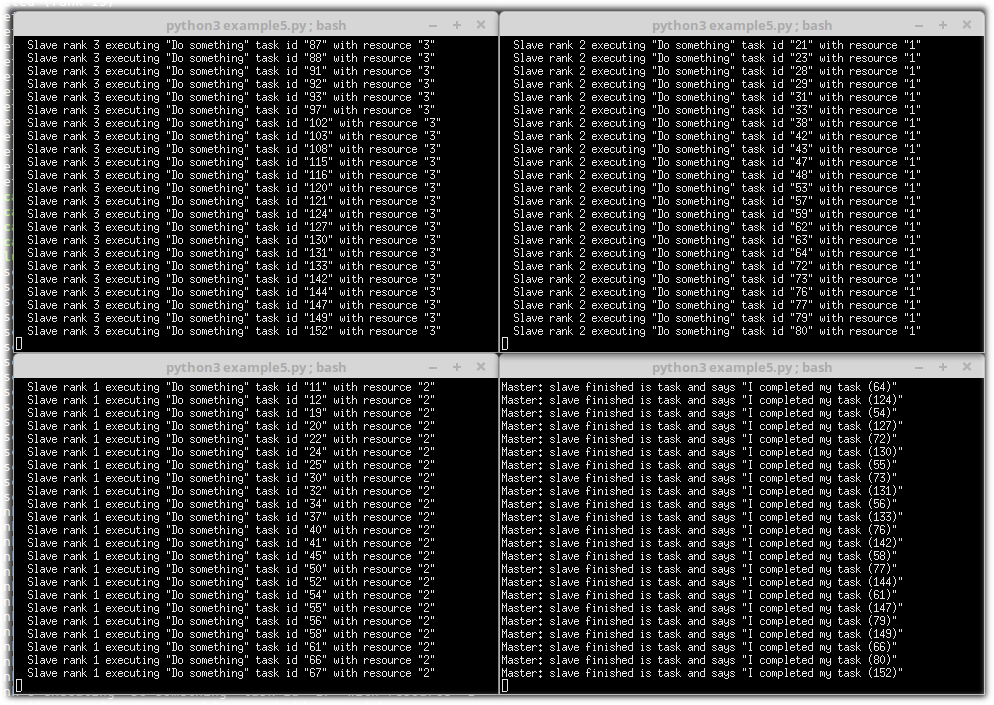 python3 example5.py ; bash
Slave rank 3 executing "Do something" task id "87" with resource "3"
Slave rank 3 executing "Do something" task id "88" with resource "3"
Slave rank 3 executing "Do something" task id "91" with resource "3"
Slave rank 3 executing "Do something" task id "92" with resource "3"
Slave rank 3 executing "Do something" task id "93" with resource "3"
Slave rank 3 executing "Do something" task id "97" with resource "3"
Slave rank 3 executing "Do something" task id "102" with resource "3"
Slave rank 3 executing "Do something" task id "103" with resource "3"
Slave rank 3 executing "Do something" task id "108" with resource "3"
Slave rank 3 executing "Do something" task id "115" with resource "3"
Slave rank 3 executing "Do something" task id "116" with resource "3"
Slave rank 3 executing "Do something" task id "120" with resource "3"
Slave rank 3 executing "Do something" task id "121" with resource "3"
Slave rank 3 executing "Do something" task id "124" with resource "3"
Slave rank 3 executing "Do something" task id "127" with resource "3"
Slave rank 3 executing "Do something" task id "130" with resource "3"
Slave rank 3 executing "Do something" task id "131" with resource "3"
Slave rank 3 executing "Do something" task id "133" with resource "3"
Slave rank 3 executing "Do something" task id "142" with resource "3"
Slave rank 3 executing "Do something" task id "144" with resource "3"
Slave rank 3 executing "Do something" task id "147" with resource "3"
Slave rank 3 executing "Do something" task id "149" with resource "3"
Slave rank 3 executing "Do something" task id "152" with resource "3"
python3 example5.py ; bash
Slave rank 2 executing "Do something" task id "21" with resource "1"
Slave rank 2 executing "Do something" task id "23" with resource "1"
Slave rank 2 executing "Do something" task id "28" with resource "1"
Slave rank 2 executing "Do something" task id "29" with resource "1"
Slave rank 2 executing "Do something" task id "31" with resource "1"
Slave rank 2 executing "Do something" task id "33" with resource "1"
Slave rank 2 executing "Do something" task id "38" with resource "1"
Slave rank 2 executing "Do something" task id "42" with resource "1"
Slave rank 2 executing "Do something" task id "43" with resource "1"
Slave rank 2 executing "Do something" task id "47" with resource "1"
Slave rank 2 executing "Do something" task id "48" with resource "1"
Slave rank 2 executing "Do something" task id "53" with resource "1"
Slave rank 2 executing "Do something" task id "57" with resource "1"
Slave rank 2 executing "Do something" task id "59" with resource "1"
Slave rank 2 executing "Do something" task id "62" with resource "1"
Slave rank 2 executing "Do something" task id "63" with resource "1"
Slave rank 2 executing "Do something" task id "64" with resource "1"
Slave rank 2 executing "Do something" task id "72" with resource "1"
Slave rank 2 executing "Do something" task id "73" with resource "1"
Slave rank 2 executing "Do something" task id "76" with resource "1"
Slave rank 2 executing "Do something" task id "77" with resource "1"
Slave rank 2 executing "Do something" task id "79" with resource "1"
Slave rank 2 executing "Do something" task id "80" with resource "1"
python3 example5.py ; bash
Slave rank 1 executing "Do something" task id "11" with resource "2"
Slave rank 1 executing "Do something" task id "12" with resource "2"
Slave rank 1 executing "Do something" task id "19" with resource "2"
Slave rank 1 executing "Do something" task id "20" with resource "2"
Slave rank 1 executing "Do something" task id "22" with resource "2"
Slave rank 1 executing "Do something" task id "24" with resource "2"
Slave rank 1 executing "Do something" task id "25" with resource "2"
Slave rank 1 executing "Do something" task id "30" with resource "2"
Slave rank 1 executing "Do something" task id "32" with resource "2"
Slave rank 1 executing "Do something" task id "34" with resource "2"
Slave rank 1 executing "Do something" task id "37" with resource "2"
Slave rank 1 executing "Do something" task id "40" with resource "2"
Slave rank 1 executing "Do something" task id "41" with resource "2"
Slave rank 1 executing "Do something" task id "45" with resource "2"
Slave rank 1 executing "Do something" task id "50" with resource "2"
Slave rank 1 executing "Do something" task id "52" with resource "2"
Slave rank 1 executing "Do something" task id "54" with resource "2"
Slave rank 1 executing "Do something" task id "55" with resource "2"
Slave rank 1 executing "Do something" task id "56" with resource "2"
Slave rank 1 executing "Do something" task id "58" with resource "2"
Slave rank 1 executing "Do something" task id "61" with resource "2"
Slave rank 1 executing "Do something" task id "66" with resource "2"
Slave rank 1 executing "Do something" task id "67" with resource "2"
python3 example5.py ; bash
Master: slave finished is task and says "I completed my task (64)"
Master: slave finished is task and says "I completed my task (124)"
Master: slave finished is task and says "I completed my task (54)"
Master: slave finished is task and says "I completed my task (127)"
Master: slave finished is task and says "I completed my task (72)"
Master: slave finished is task and says "I completed my task (130)"
Master: slave finished is task and says "I completed my task (55)"
Master: slave finished is task and says "I completed my task (73)"
Master: slave finished is task and says "I completed my task (131)"
Master: slave finished is task and says "I completed my task (56)"
Master: slave finished is task and says "I completed my task (133)"
Master: slave finished is task and says "I completed my task (76)"
Master: slave finished is task and says "I completed my task (142)"
Master: slave finished is task and says "I completed my task (58)"
Master: slave finished is task and says "I completed my task (77)"
Master: slave finished is task and says "I completed my task (144)"
Master: slave finished is task and says "I completed my task (61)"
Master: slave finished is task and says "I completed my task (147)"
Master: slave finished is task and says "I completed my task (79)"
Master: slave finished is task and says "I completed my task (149)"
Master: slave finished is task and says "I completed my task (66)"
Master: slave finished is task and says "I completed my task (80)"
Master: slave finished is task and says "I completed my task (152)"